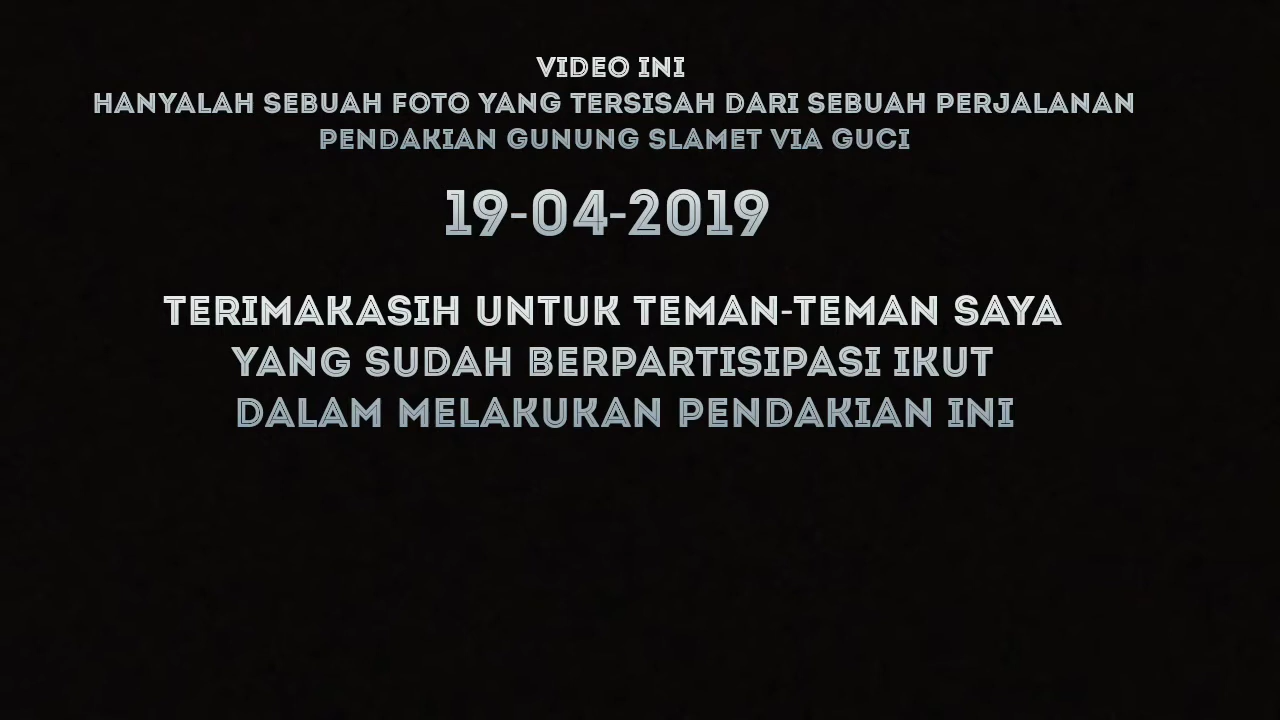 VIDEO INI
HANYALAH SEBUAH FOTO YANG TERSISAH DARI SEBUAH PERJALANAN
PENDAKIAN GUNUNG SLAMET VIA GUCI
19-04-2019
TERIMAKASIH UNTUK TEMAN-TEMAN SAYA
YANG SUDAH BERPARTISIPASI IKUT
DALAM MELAKUKAN PENDAKIAN INI